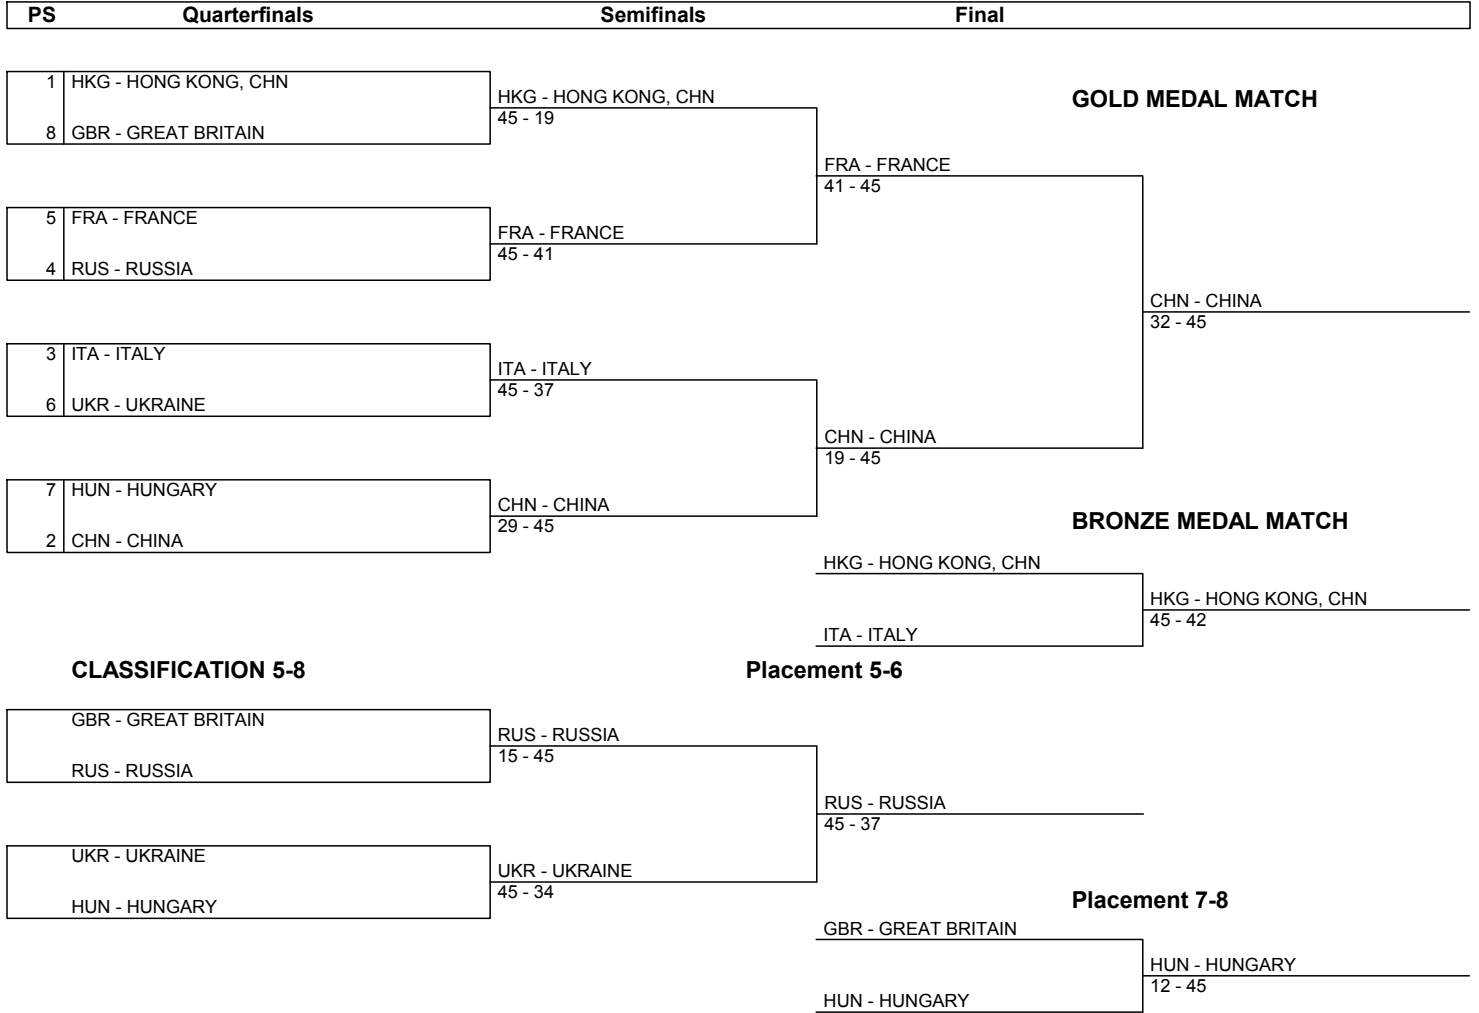 PS Quarterfinals Semifinals Final
1 HKG - HONG KONG, CHN
HKG - HONG KONG, CHN
GOLD MEDAL MATCH
45 - 19
8 GBR - GREAT BRITAIN
FRA - FRANCE
41 - 45
5 FRA - FRANCE
FRA - FRANCE
45 - 41
4 RUS - RUSSIA
CHN - CHINA
32 - 45
3 ITA - ITALY
ITA - ITALY
45 - 37
6 UKR - UKRAINE
CHN - CHINA
19 - 45
7 HUN - HUNGARY
CHN - CHINA
29 - 45
BRONZE MEDAL MATCH
2 CHN - CHINA
HKG - HONG KONG, CHN
HKG - HONG KONG, CHN
45 - 42
ITA - ITALY
CLASSIFICATION 5-8 Placement 5-6
GBR - GREAT BRITAIN
RUS - RUSSIA
15 - 45
RUS - RUSSIA
RUS - RUSSIA
45 - 37
UKR - UKRAINE
UKR - UKRAINE
45 - 34
HUN - HUNGARY
Placement 7-8
GBR - GREAT BRITAIN
HUN - HUNGARY
12 - 45
HUN - HUNGARY